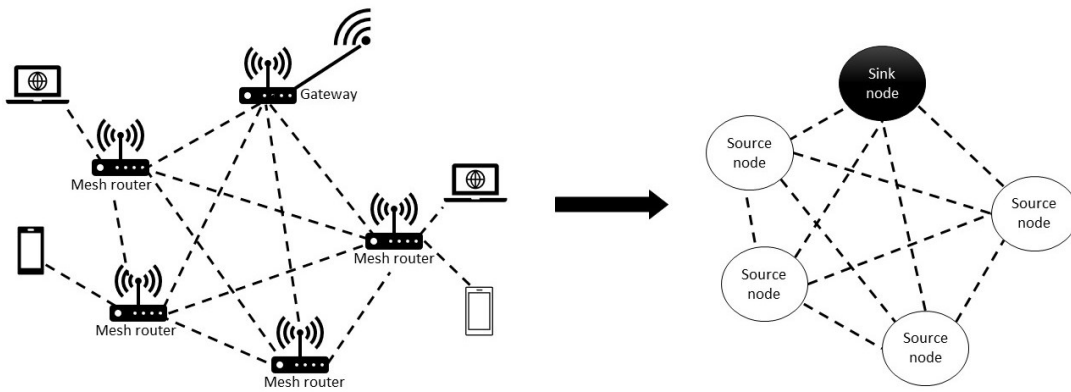 Gateway
Mesh router
Mesh router
Mesh router
Mesh router
Sink
node
Source
node
Source
node
Source
node
Source
node